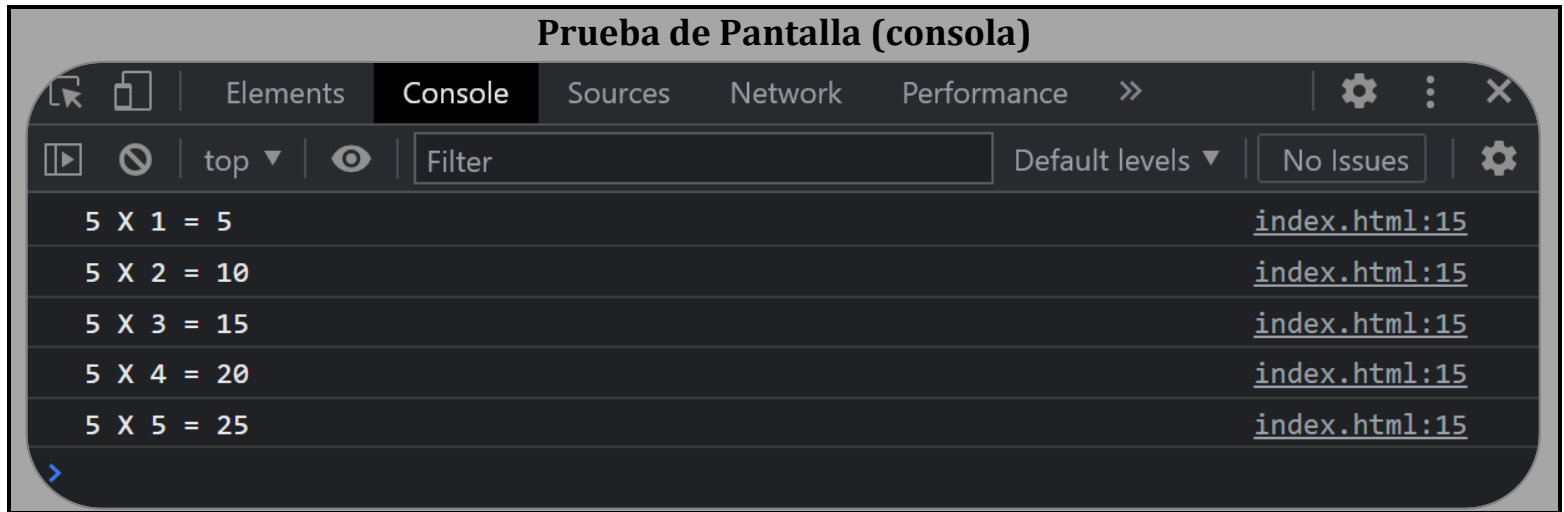 Prueba de Pantalla (consola)
Elements Console Sources Network Performance »
top ▼ Filter Default levels ▼ No Issues
5 X 1 = 5 index.html:15
5 X 2 = 10 index.html:15
5 X 3 = 15 index.html:15
5 X 4 = 20 index.html:15
5 X 5 = 25 index.html:15